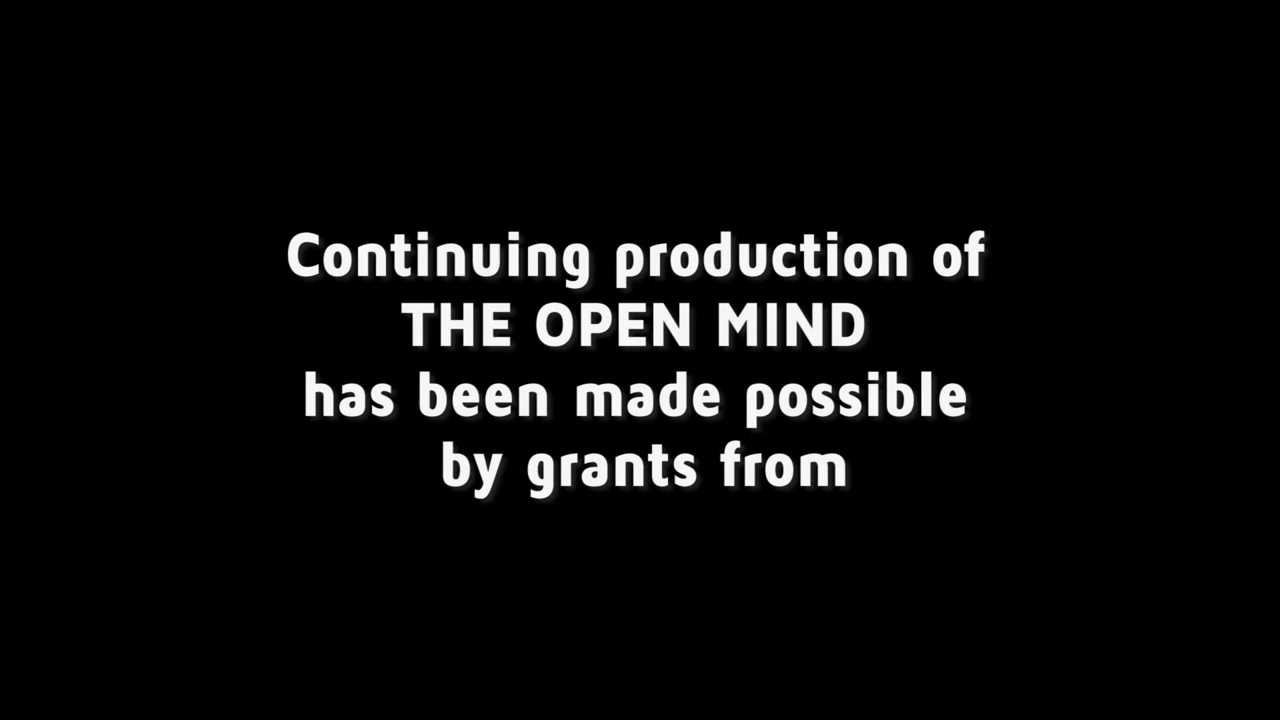 Continuing production of
THE OPEN MIND
has been made possible
by grants from